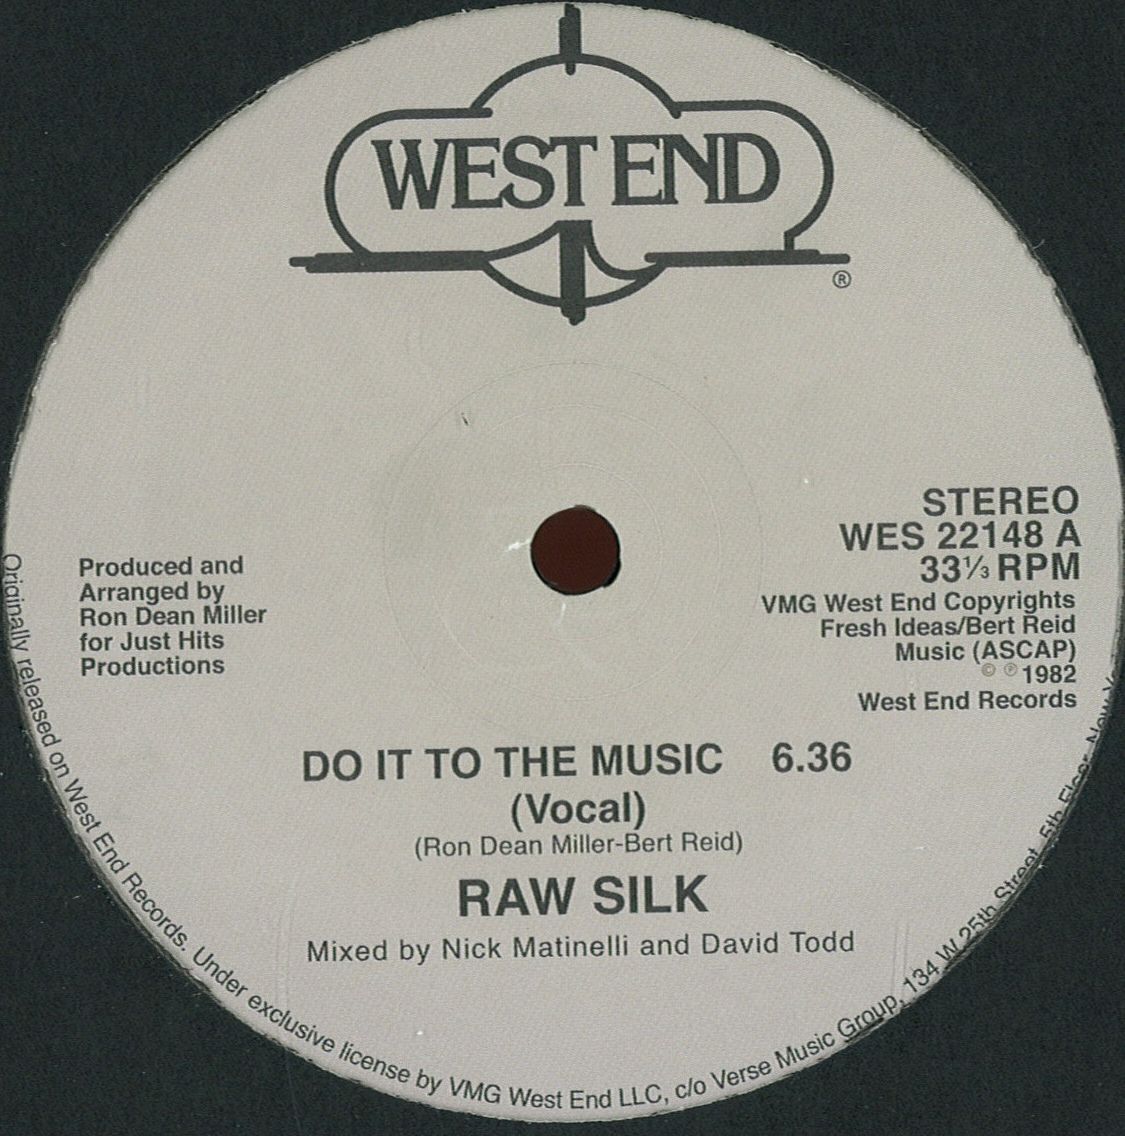 WEST END
®
STEREO
WES 22148 A
33⅓ RPM
VMG West End Copyrights
Fresh Ideas/Bert Reid
Music (ASCAP)
© ℗ 1982
West End Records
Produced and
Arranged by
Ron Dean Miller
for Just Hits
Productions
DO IT TO THE MUSIC 6.36
(Vocal)
(Ron Dean Miller-Bert Reid)
RAW SILK
Mixed by Nick Matinelli and David Todd
Originally released on West End Records. Under exclusive license by VMG West End LLC, c/o Verse Music Group, 134 W 25th Street, 5th Floor, New